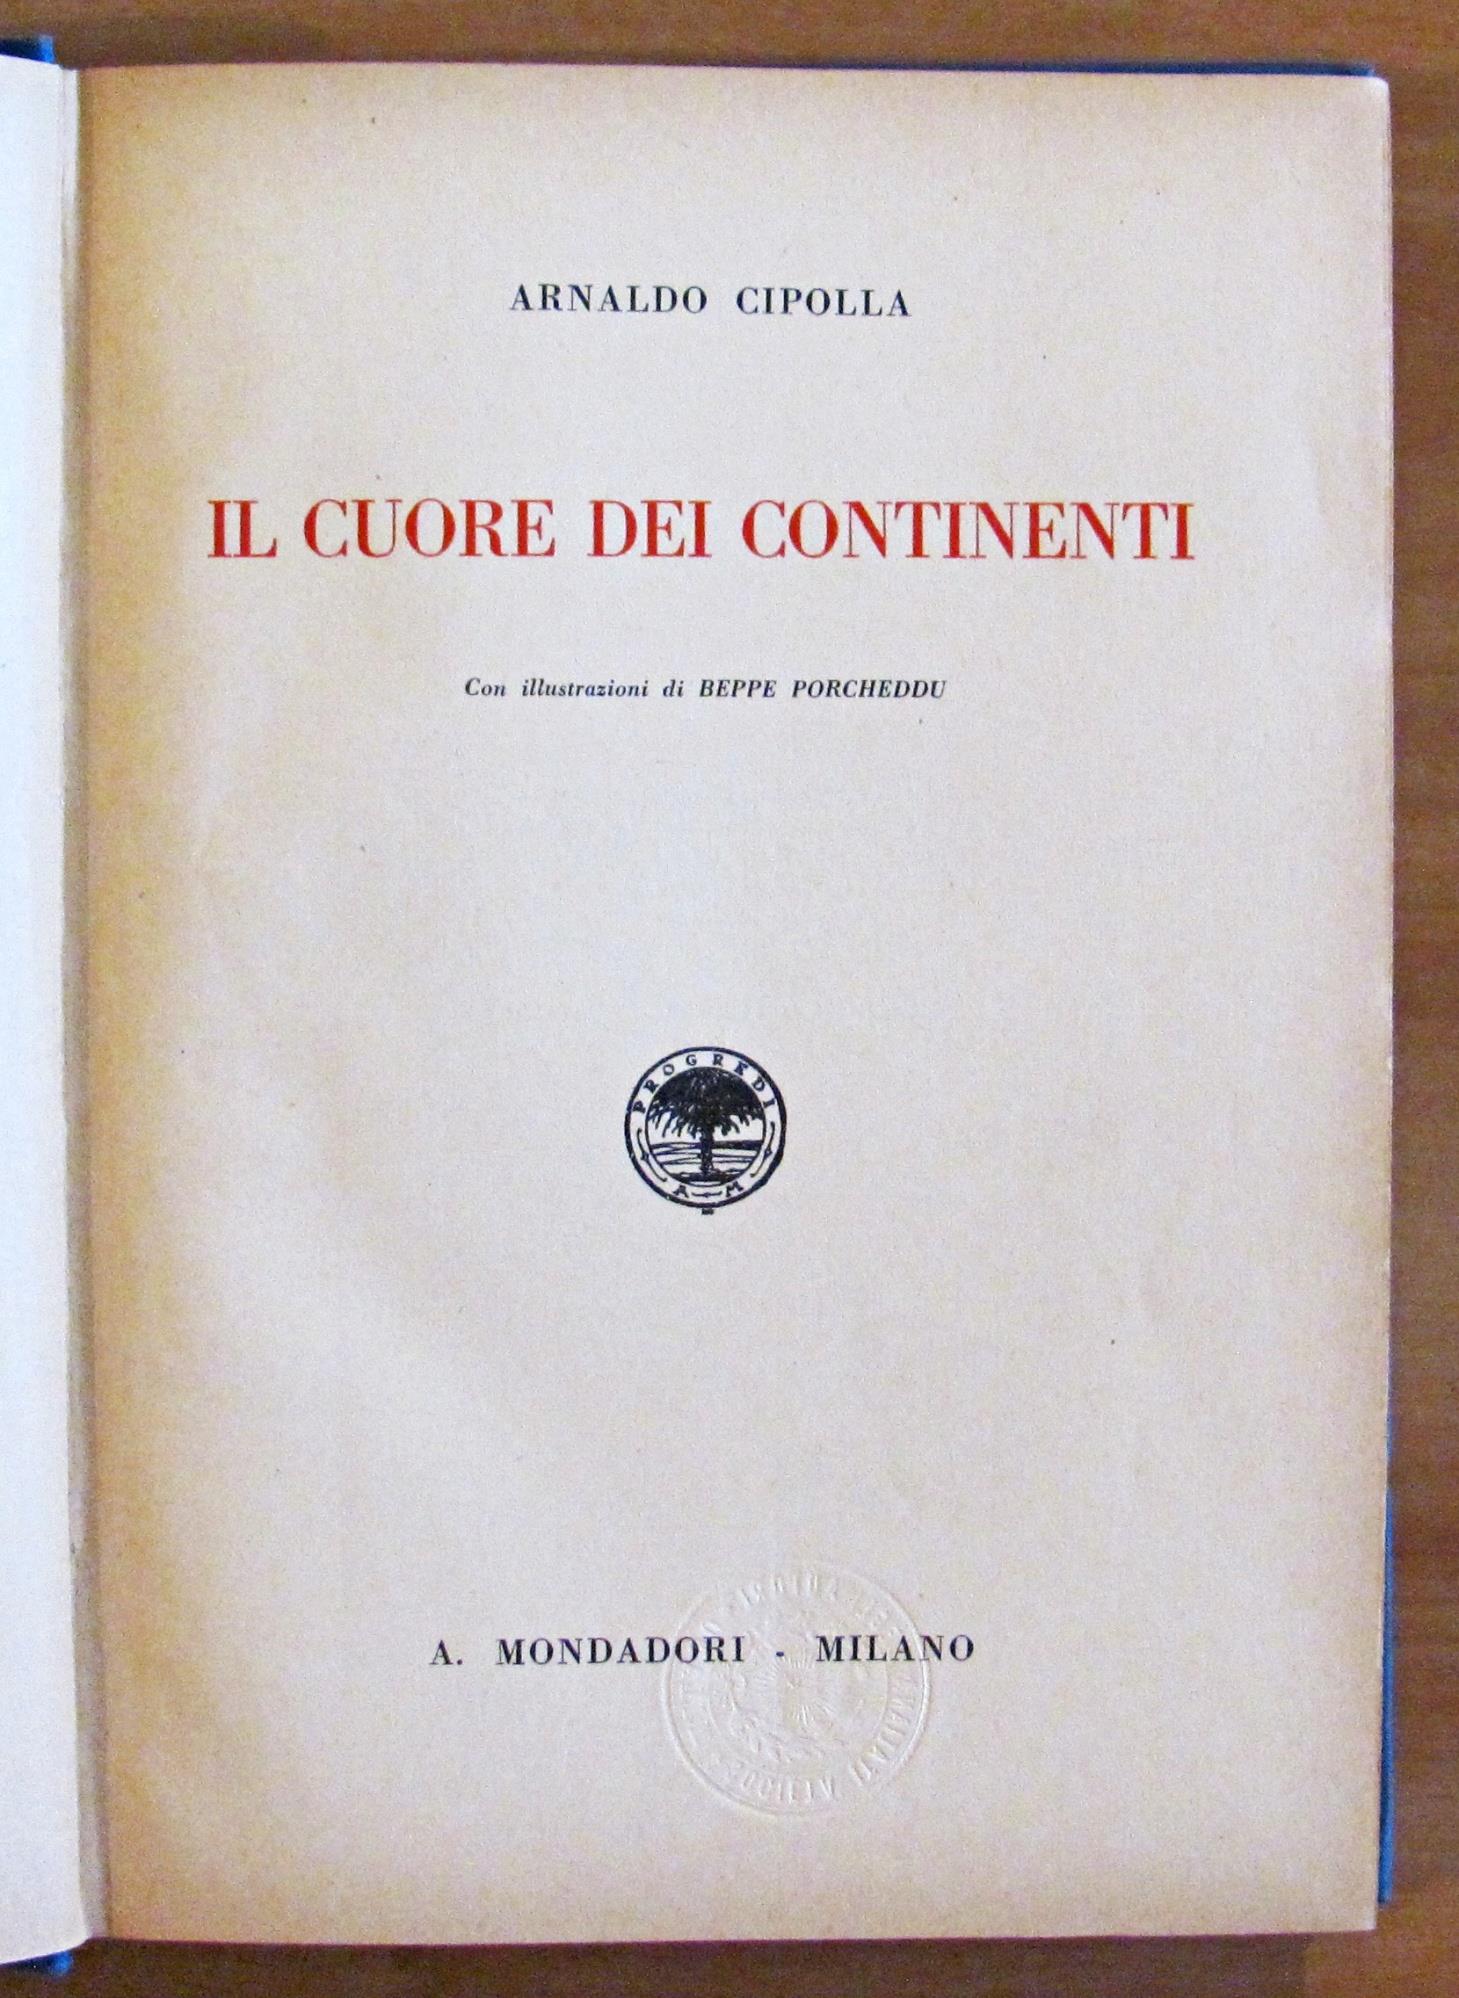 ARNALDO CIPOLLA
IL CUORE DEI CONTINENTI
Con illustrazioni di BEPPE PORCHEDDU
PROGREDI
A M
A. MONDADORI - MILANO